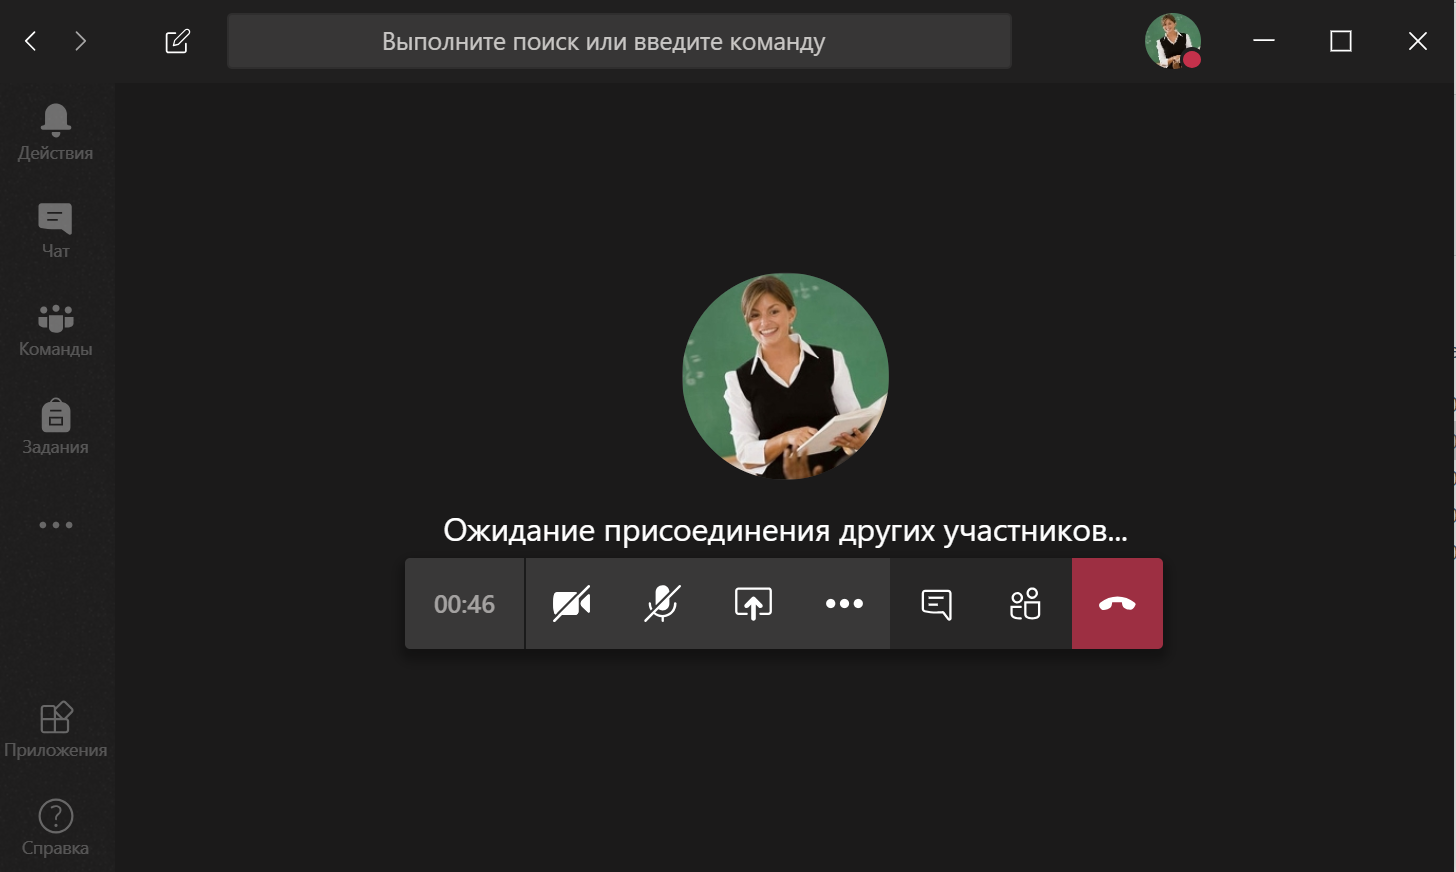 Выполните поиск или введите команду
Действия
Чат
Команды
Задания
Ожидание присоединения других участников...
00:46
Приложения
Справка